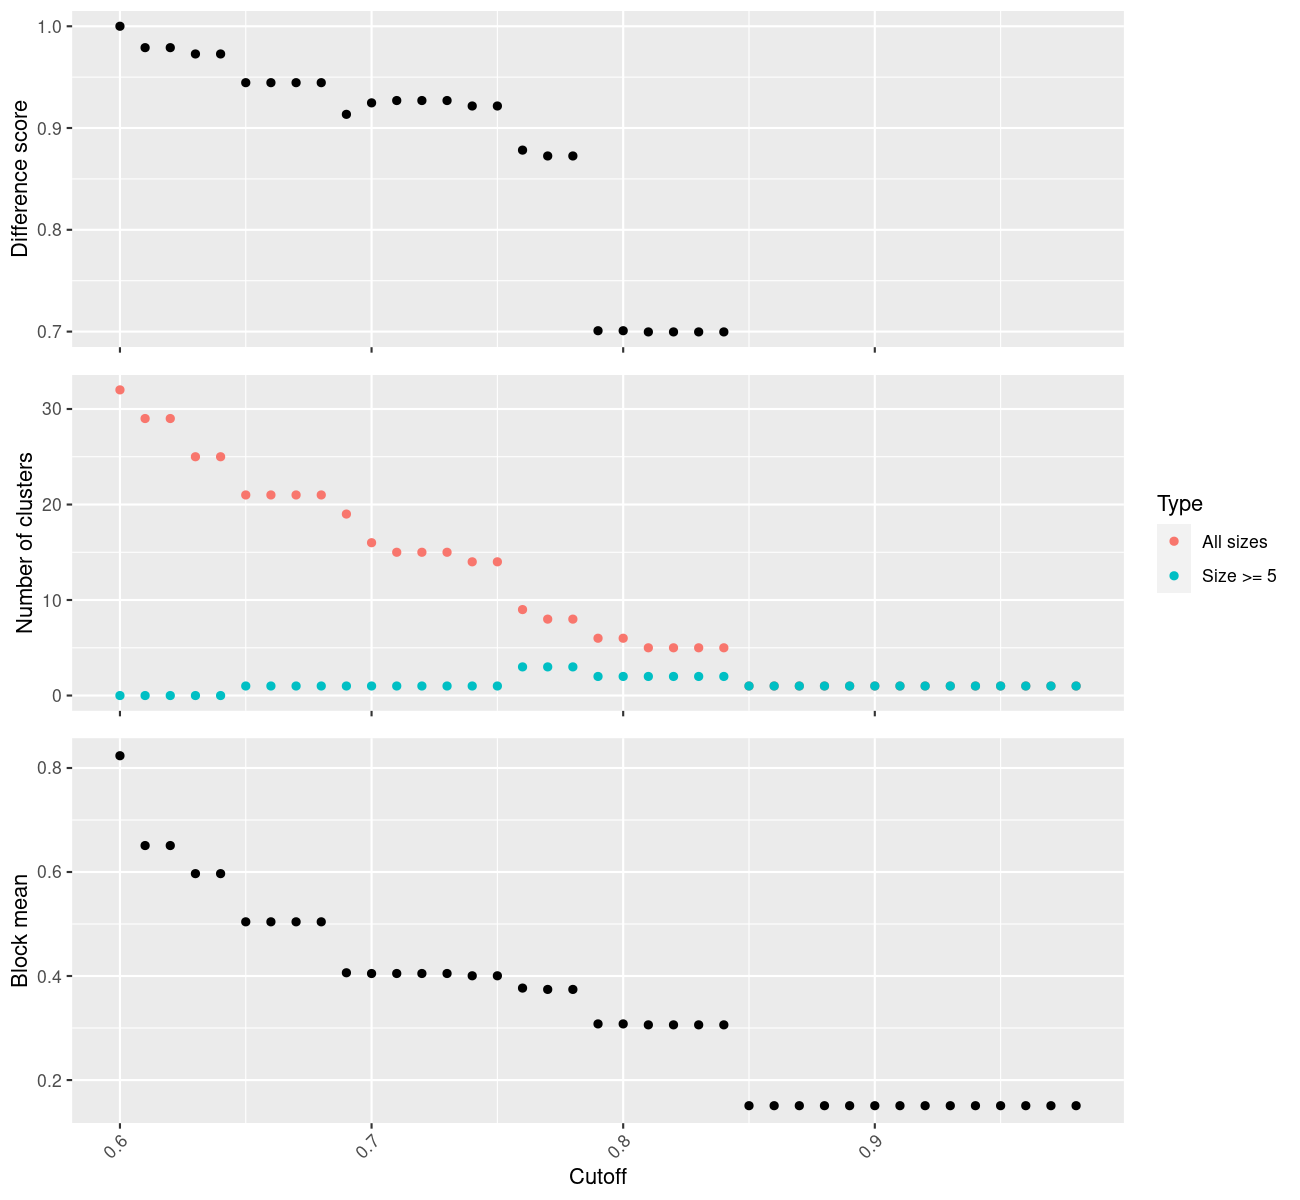 Difference score
1.0
0.9
0.8
0.7
Number of clusters
30
20
10
0
Type
All sizes
Size >= 5
Block mean
0.8
0.6
0.4
0.2
0.6
0.7
0.8
0.9
Cutoff